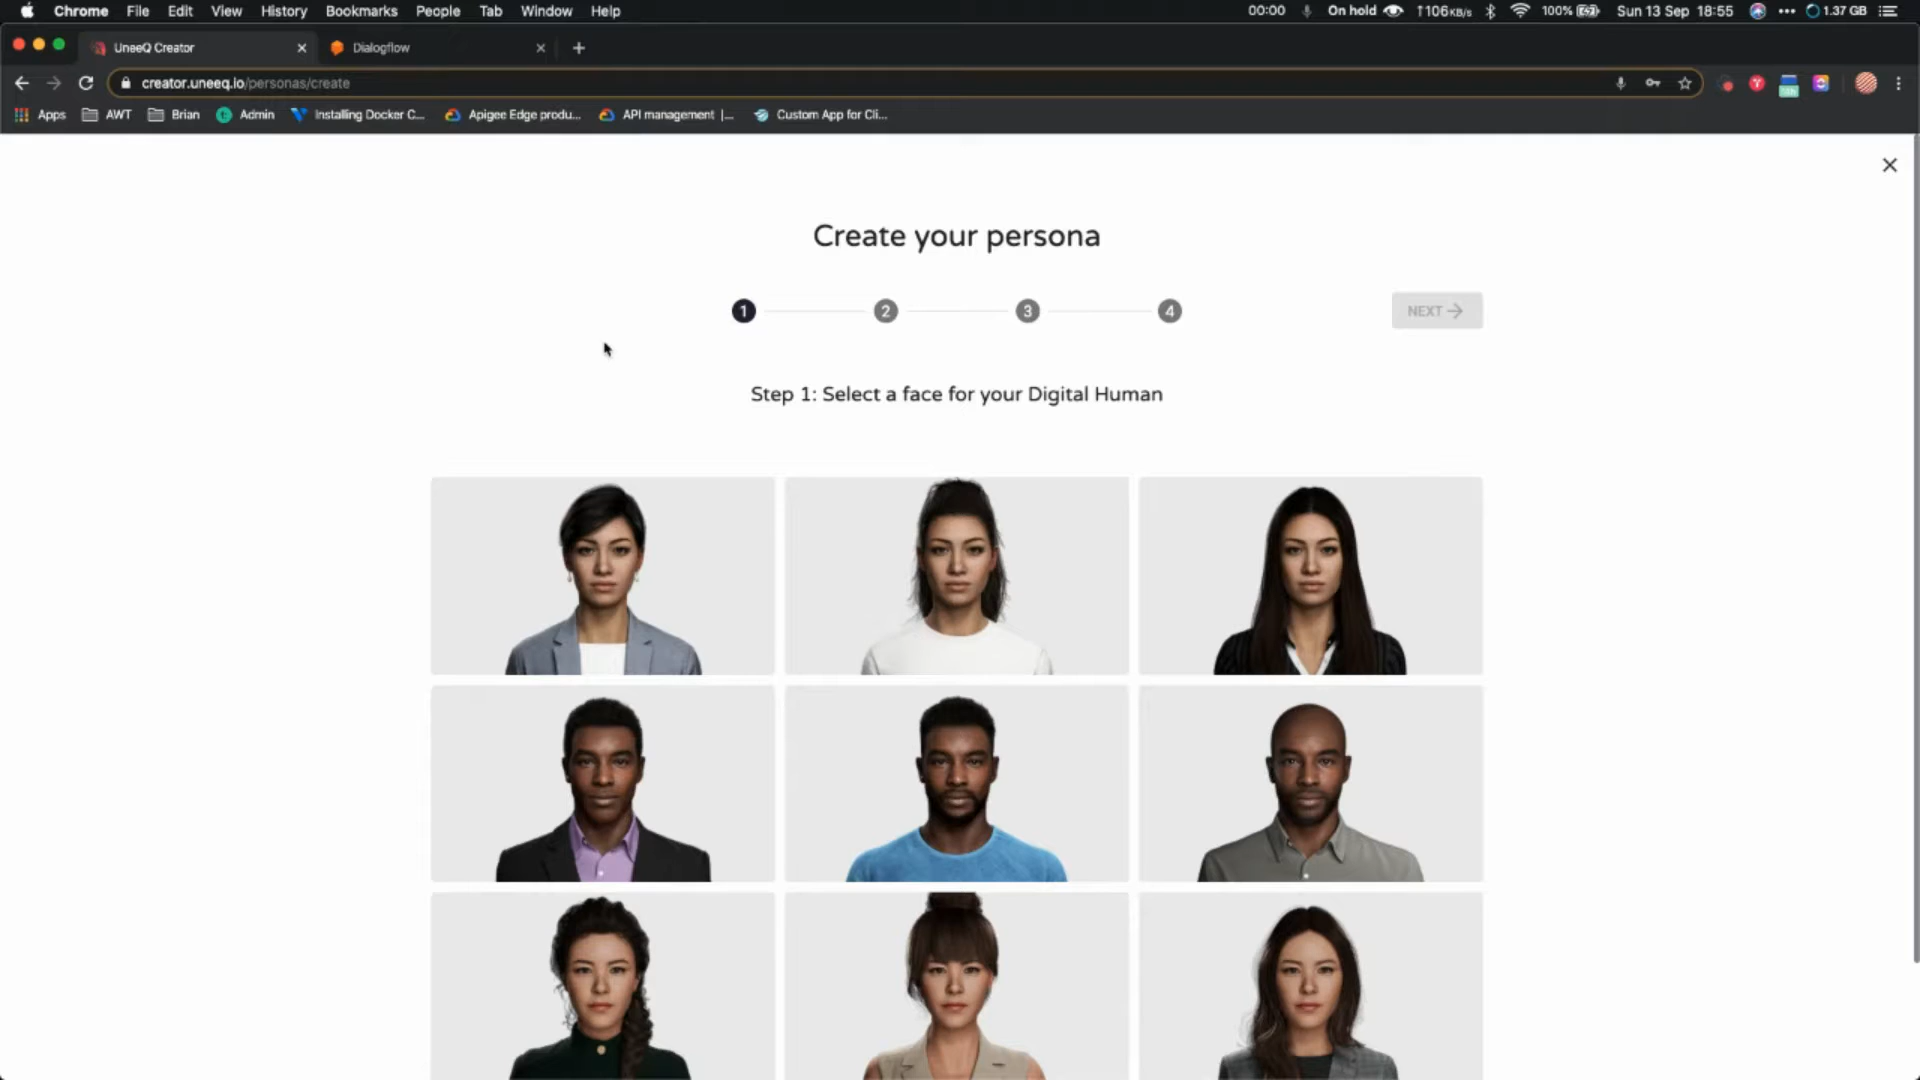 Chrome File Edit View History Bookmarks People Tab Window Help 00:00 On hold ↑106KB/s 100% Sun 13 Sep 18:55 1.37 GB
UneeQ Creator Dialogflow
creator.uneeq.io/personas/create
Apps AWT Brian Admin Installing Docker C... Apigee Edge produ... API management |... Custom App for Cli...
Create your persona
1 2 3 4 NEXT →
Step 1: Select a face for your Digital Human